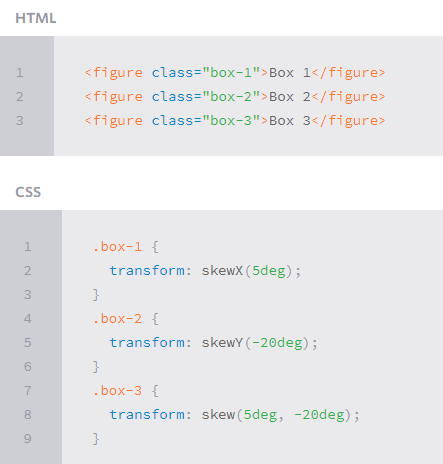 HTML
1 <figure class="box-1">Box 1</figure>
2 <figure class="box-2">Box 2</figure>
3 <figure class="box-3">Box 3</figure>
CSS
1 .box-1 {
2   transform: skewX(5deg);
3 }
4 .box-2 {
5   transform: skewY(-20deg);
6 }
7 .box-3 {
8   transform: skew(5deg, -20deg);
9 }